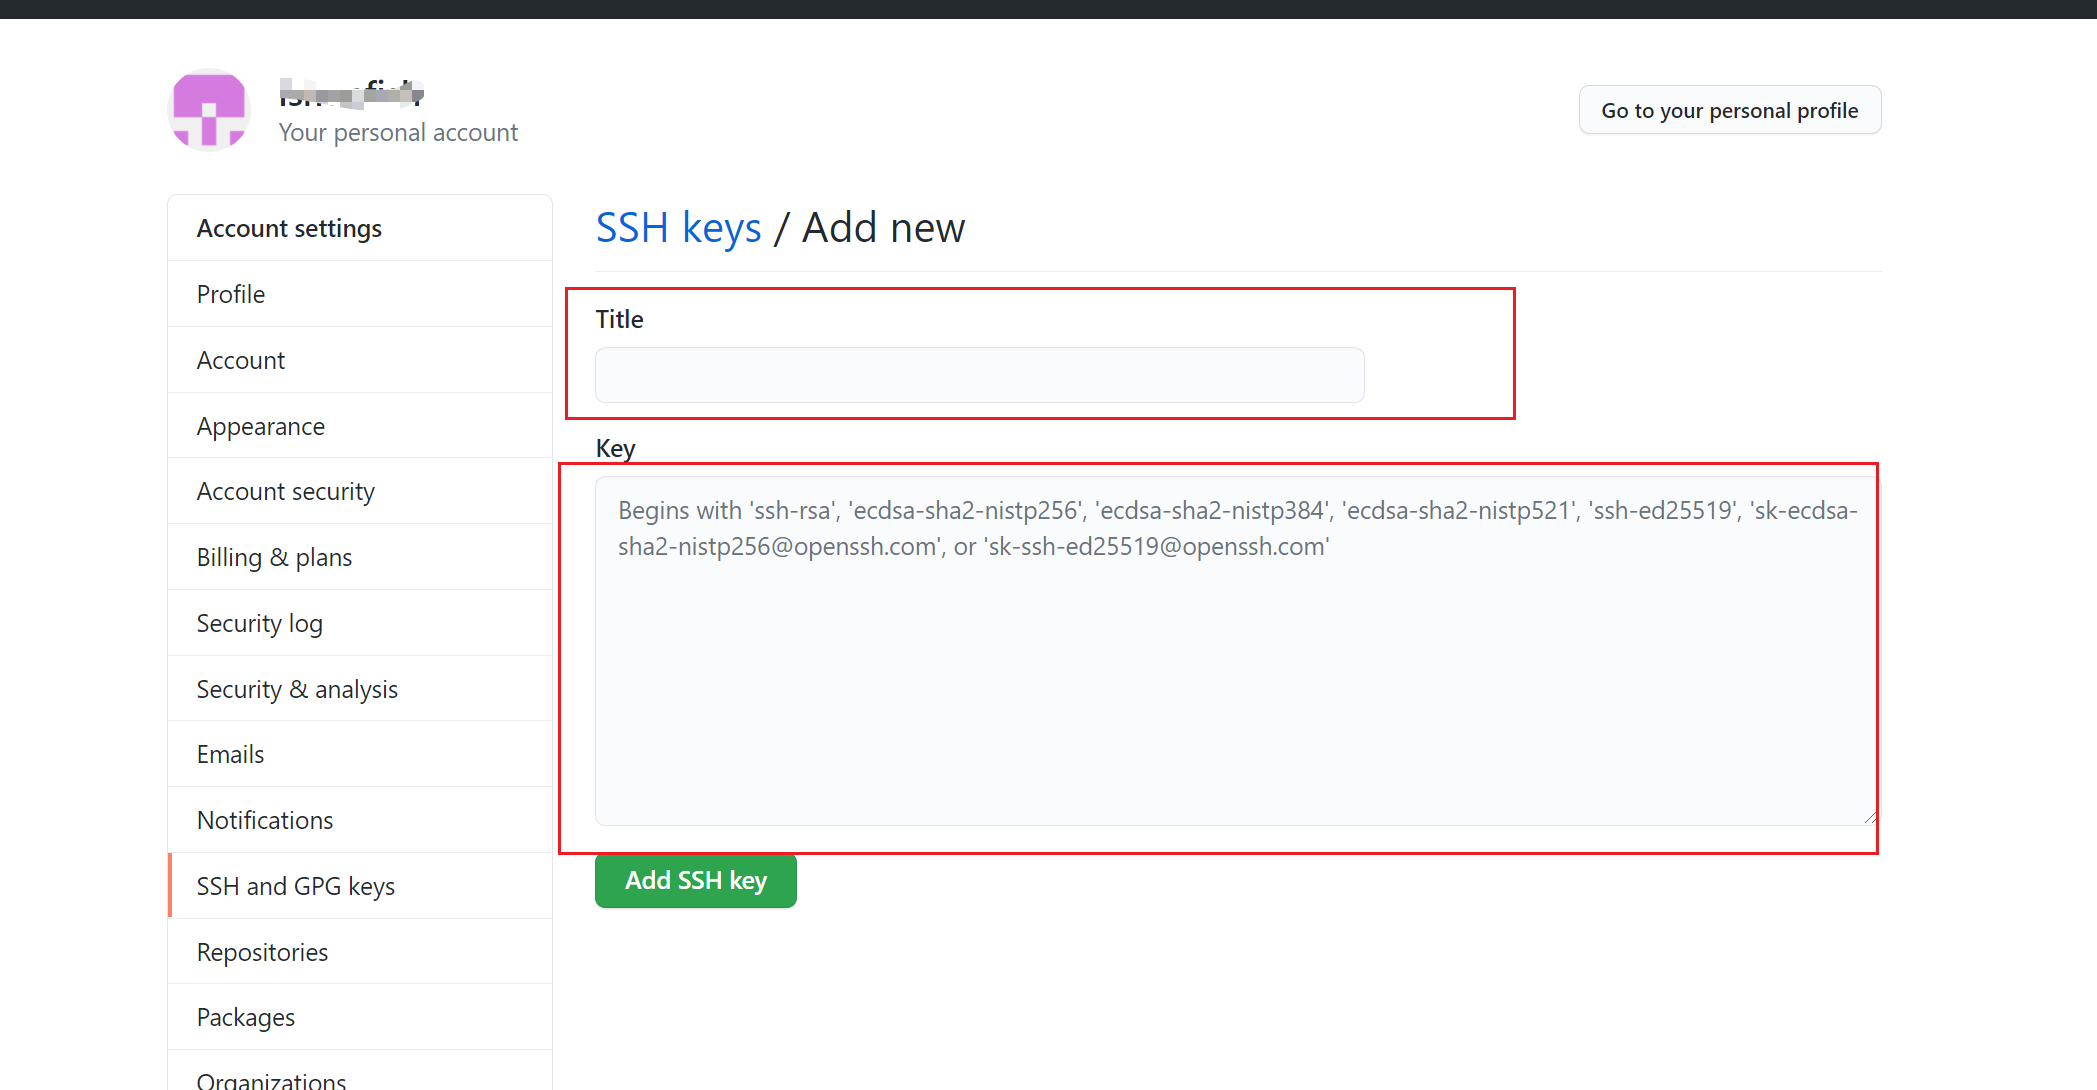 Your personal account
Go to your personal profile
Account settings
Profile
Account
Appearance
Account security
Billing & plans
Security log
Security & analysis
Emails
Notifications
SSH and GPG keys
Repositories
Packages
Organizations
SSH keys / Add new
Title
Key
Begins with 'ssh-rsa', 'ecdsa-sha2-nistp256', 'ecdsa-sha2-nistp384', 'ecdsa-sha2-nistp521', 'ssh-ed25519', 'sk-ecdsa-
sha2-nistp256@openssh.com', or 'sk-ssh-ed25519@openssh.com'
Add SSH key